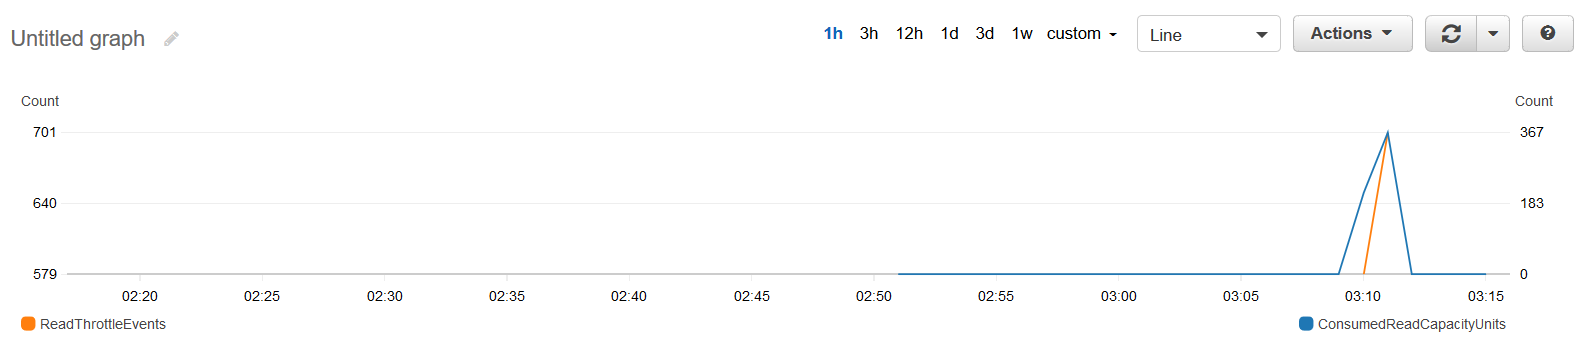 Untitled graph
1h 3h 12h 1d 3d 1w custom Line Actions ?
Count Count
701 367
640 183
579 0
02:20 02:25 02:30 02:35 02:40 02:45 02:50 02:55 03:00 03:05 03:10 03:15
ReadThrottleEvents ConsumedReadCapacityUnits